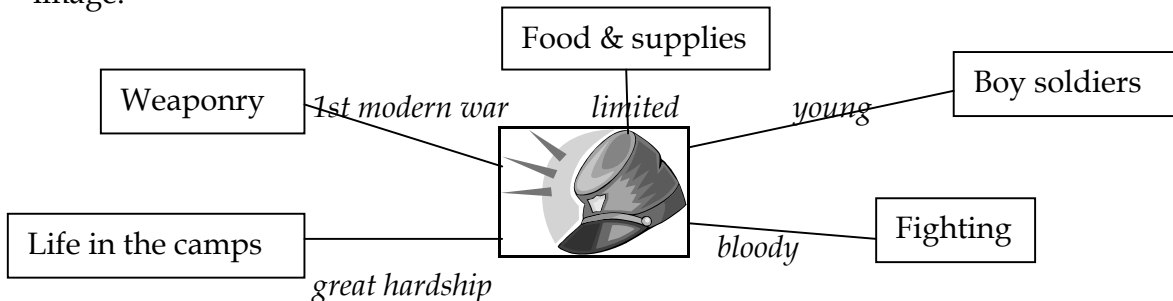 image.
Food & supplies
Boy soldiers
Weaponry
1st modern war
limited
young
Life in the camps
Fighting
bloody
great hardship